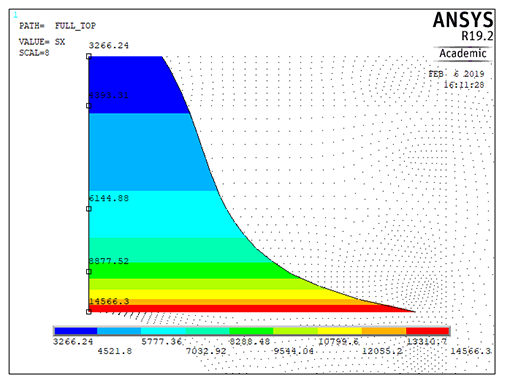 1
PATH= FULL_TOP
VALUE= SX
SCAL=8
3266.24
ANSYS
R19.2
Academic
FEB 6 2019
16:11:28
6144.88
8877.52
14566.3
3266.24 5777.36 8288.48 10799.6 13310.7
4521.8 7032.92 9544.04 12055.2 14566.3